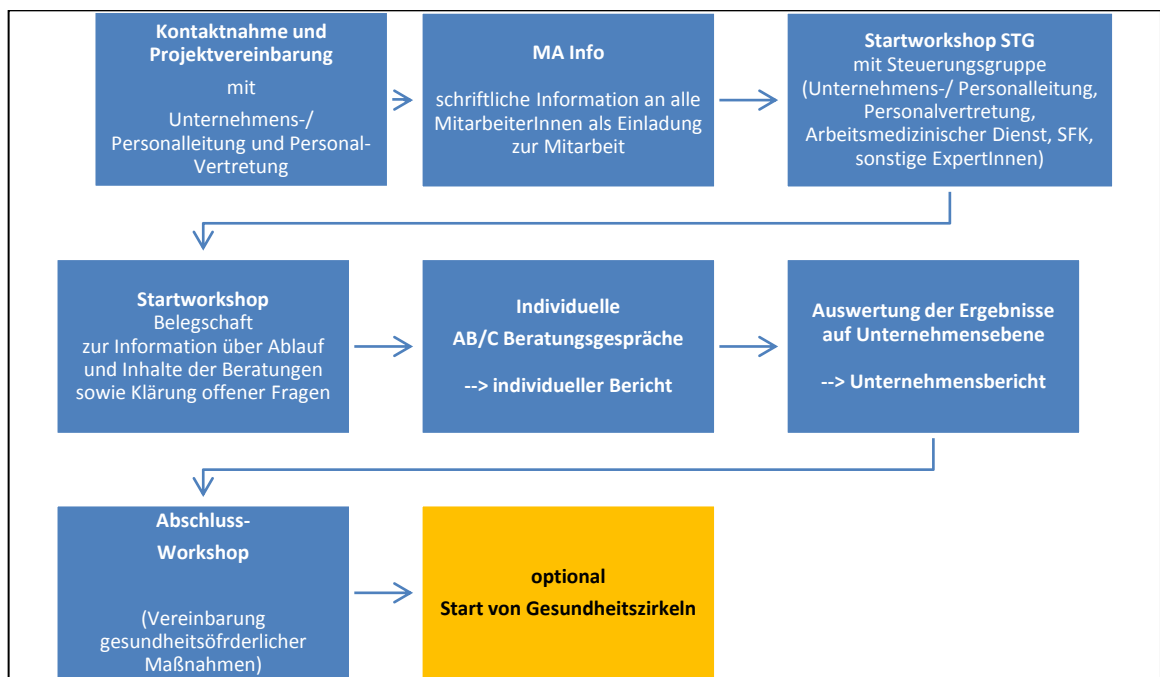 Kontaktnahme und
Projektvereinbarung
mit
Unternehmens-/
Personalleitung und Personal-
Vertretung
MA Info
schriftliche Information an alle
MitarbeiterInnen als Einladung
zur Mitarbeit
Startworkshop STG
mit Steuerungsgruppe
(Unternehmens-/ Personalleitung,
Personalvertretung,
Arbeitsmedizinischer Dienst, SFK,
sonstige ExpertInnen)
Startworkshop
Belegschaft
zur Information über Ablauf
und Inhalte der Beratungen
sowie Klärung offener Fragen
Individuelle
AB/C Beratungsgespräche
--> individueller Bericht
Auswertung der Ergebnisse
auf Unternehmensebene
--> Unternehmensbericht
Abschluss-
Workshop
(Vereinbarung
gesundheitsöfrderlicher
Maßnahmen)
optional
Start von Gesundheitszirkeln